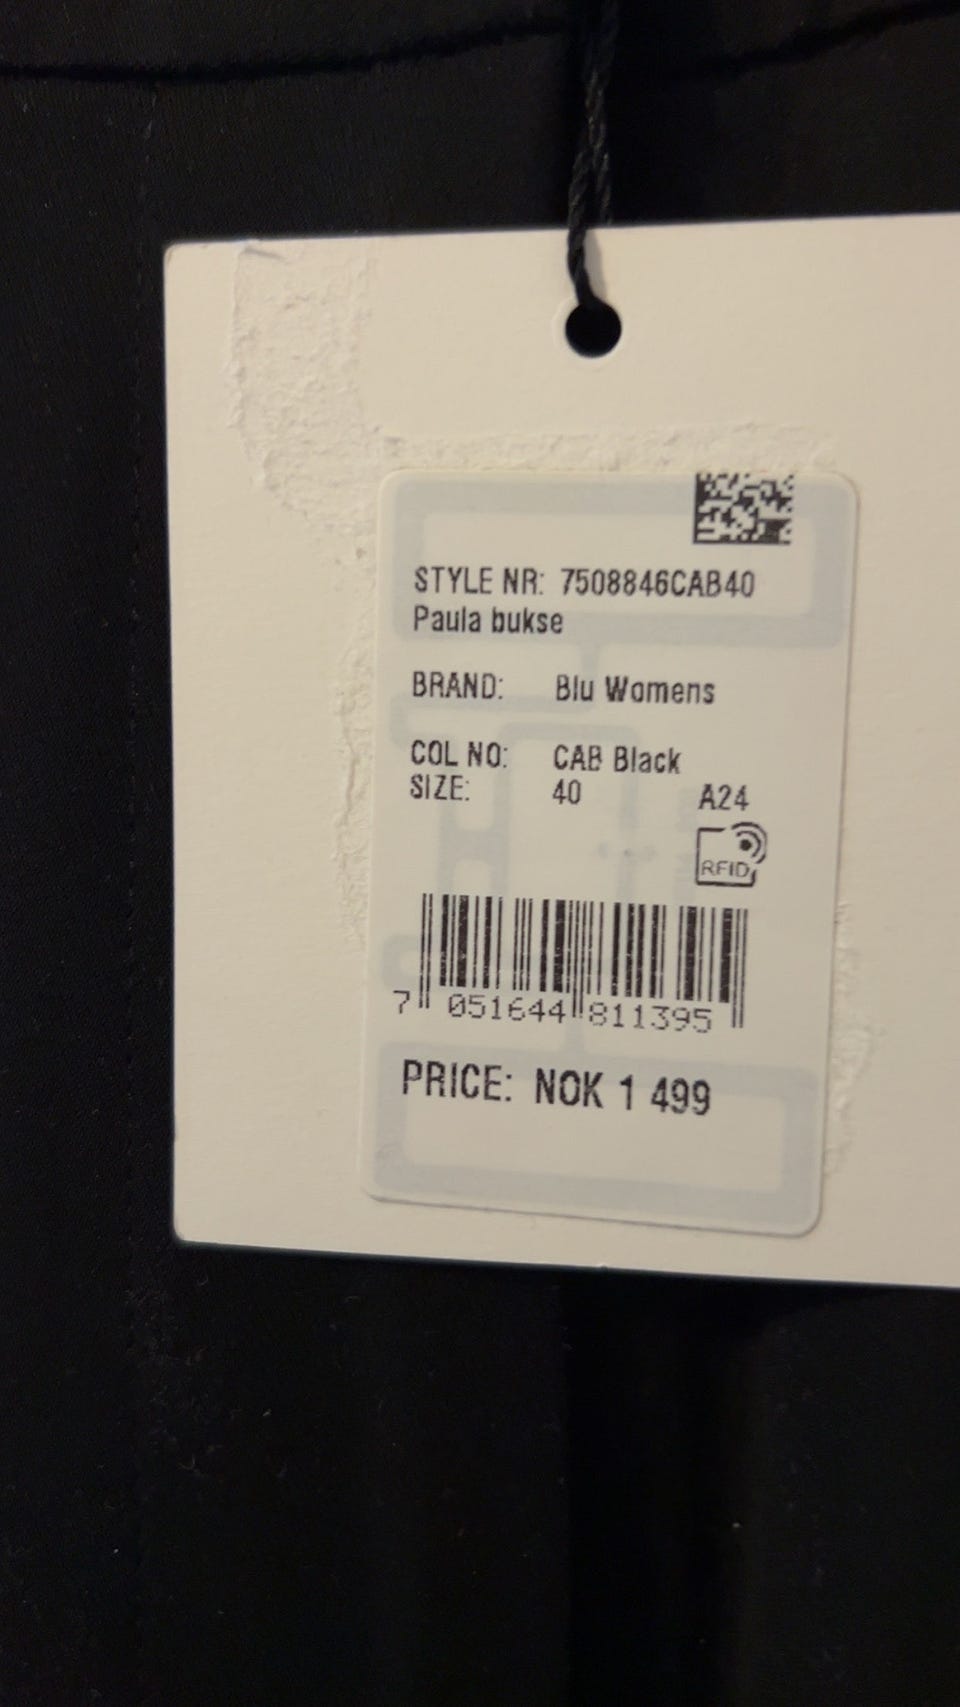 STYLE NR: 7508846CAB40
Paula bukse
BRAND: Blu Womens
COL NO: CAB Black
SIZE: 40 A24
RFID
7 051644 811395
PRICE: NOK 1 499